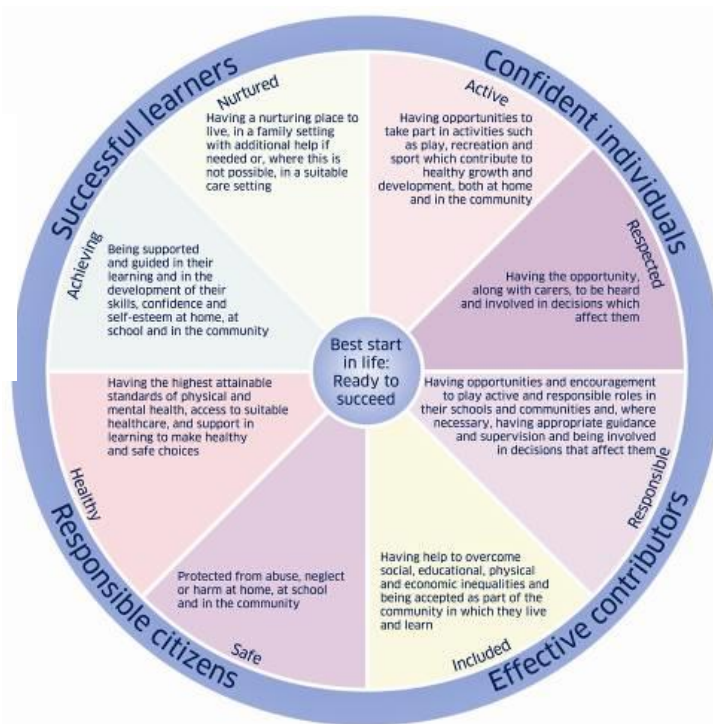 Successful learners
Confident individuals
Nurtured
Having a nurturing place to
live, in a family setting
with additional help if
needed or, where this is
not possible, in a suitable
care setting
Active
Having opportunities to
take part in activities such
as play, recreation and
sport which contribute to
healthy growth and
development, both at home
and in the community
Achieving
Being supported
and guided in their
learning and in the
development of their
skills, confidence and
self-esteem at home, at
school and in the community
Respected
Having the opportunity,
along with carers, to be heard
and involved in decisions which
affect them
Best start
in life:
Ready to
succeed
Healthy
Having the highest attainable
standards of physical and
mental health, access to suitable
healthcare, and support in
learning to make healthy
and safe choices
Having opportunities and encouragement
to play active and responsible roles in
their schools and communities and, where
necessary, having appropriate guidance
and supervision and being involved
in decisions that affect them
Responsible
Protected from abuse, neglect
or harm at home, at school
and in the community
Safe
Having help to overcome
social, educational, physical
and economic inequalities and
being accepted as part of the
community in which they live
and learn
Included
Responsible citizens
Effective contributors